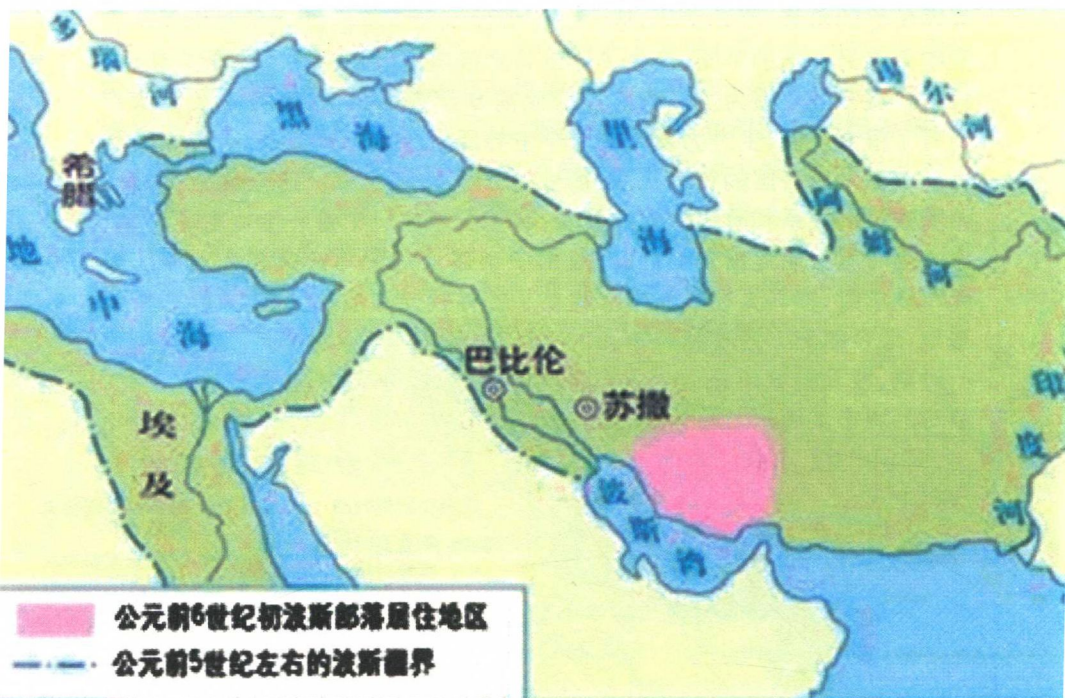 多瑙河
黑海
里海
锡尔河
阿姆河
希腊
地中海
巴比伦
苏撒
埃及
波斯湾
印度河
公元前6世纪初波斯部落居住地区
公元前5世纪左右的波斯疆界